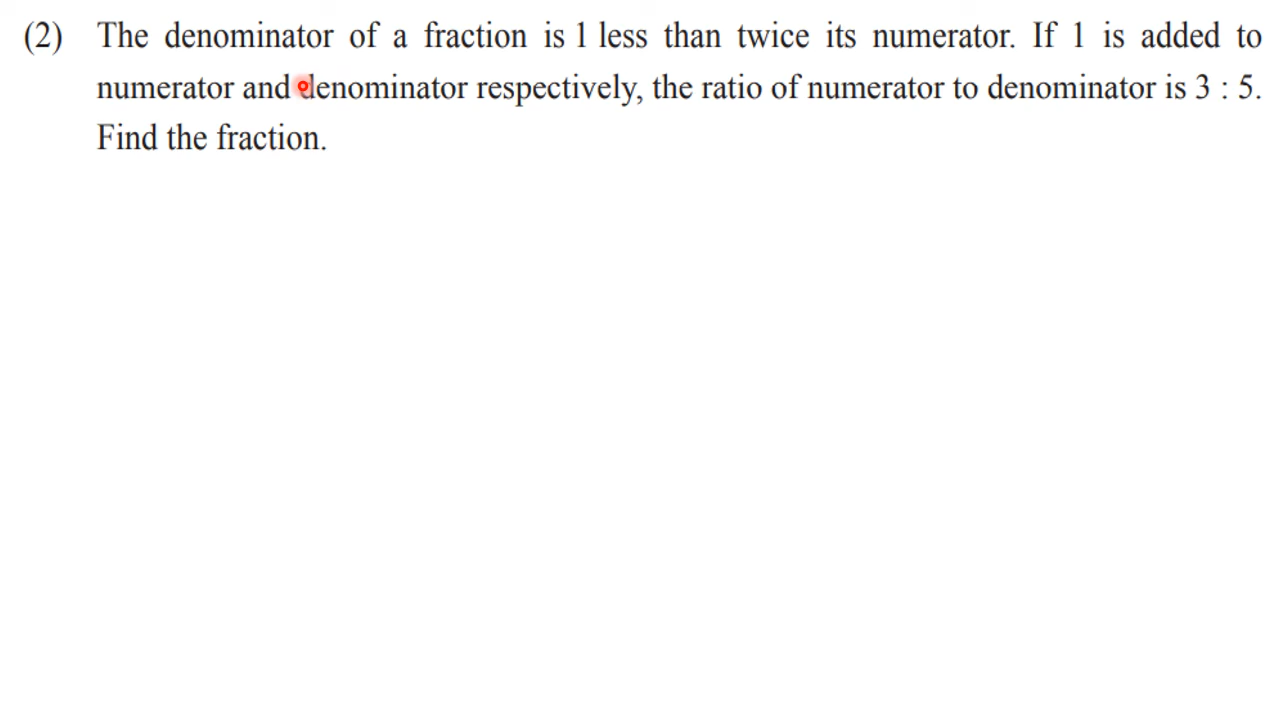 (2) The denominator of a fraction is 1 less than twice its numerator. If 1 is added to
numerator and denominator respectively, the ratio of numerator to denominator is 3 : 5.
Find the fraction.